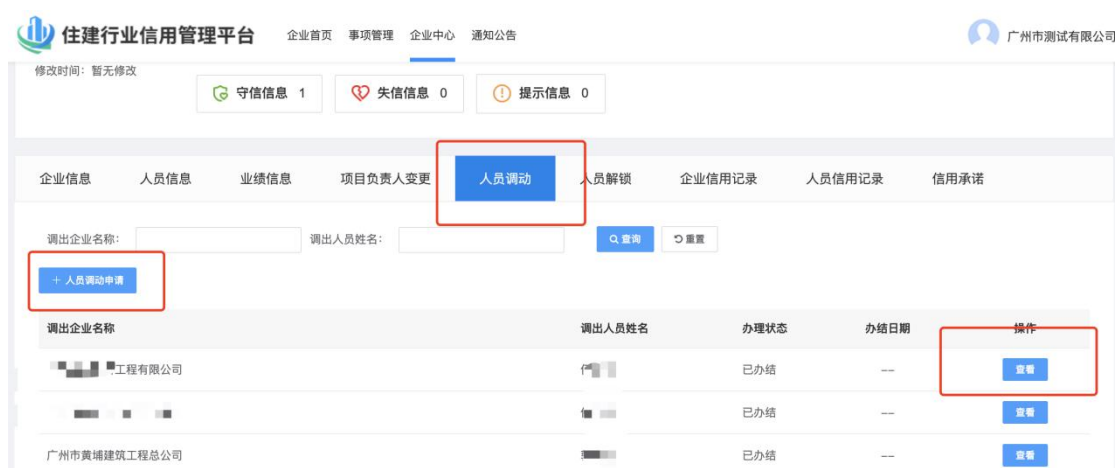 住建行业信用管理平台 企业首页 事项管理 企业中心 通知公告 广州市测试有限公司
修改时间：暂无修改
守信信息 1 失信信息 0 提示信息 0
企业信息 人员信息 业绩信息 项目负责人变更 人员调动 人员解锁 企业信用记录 人员信用记录 信用承诺
调出企业名称: 调出人员姓名: 查询 重置
+ 人员调动申请
调出企业名称 调出人员姓名 办理状态 办结日期 操作
工程有限公司 已办结 -- 查看
已办结 -- 查看
广州市黄埔建筑工程总公司 已办结 -- 查看